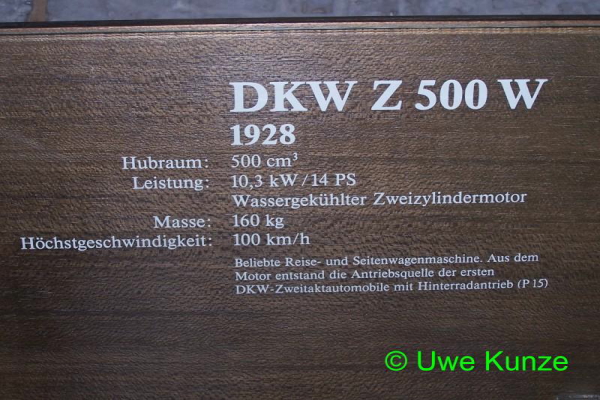 DKW Z 500 W
1928
Hubraum: 500 cm³
Leistung: 10,3 kW/14 PS
Wassergekühlter Zweizylindermotor
Masse: 160 kg
Höchstgeschwindigkeit: 100 km/h
Beliebte Reise- und Seitenwagenmaschine. Aus dem
Motor entstand die Antriebsquelle der ersten
DKW-Zweitaktautomobile mit Hinterradantrieb (P 15)
© Uwe Kunze